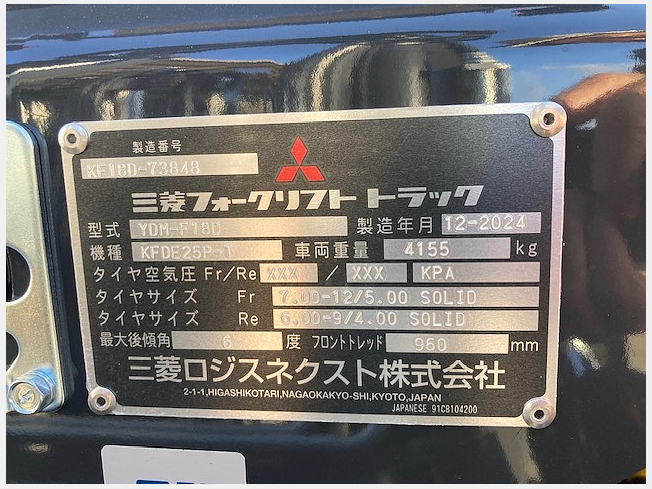 製造番号
KF18D-73848
三菱フォークリフト トラック
型式 YDM-F18D 製造年月 12-2024
機種 KFDE25P-T 車両重量 4155 kg
タイヤ空気圧 Fr/Re XXX / XXX KPA
タイヤサイズ Fr 7.00-12/5.00 SOLID
タイヤサイズ Re 6.00-9/4.00 SOLID
最大後傾角 6 度 フロントトレッド 960 mm
三菱ロジスネクスト株式会社
2-1-1,HIGASHIKOTARI,NAGAOKAKYO-SHI,KYOTO,JAPAN
JAPANESE 91C8104200